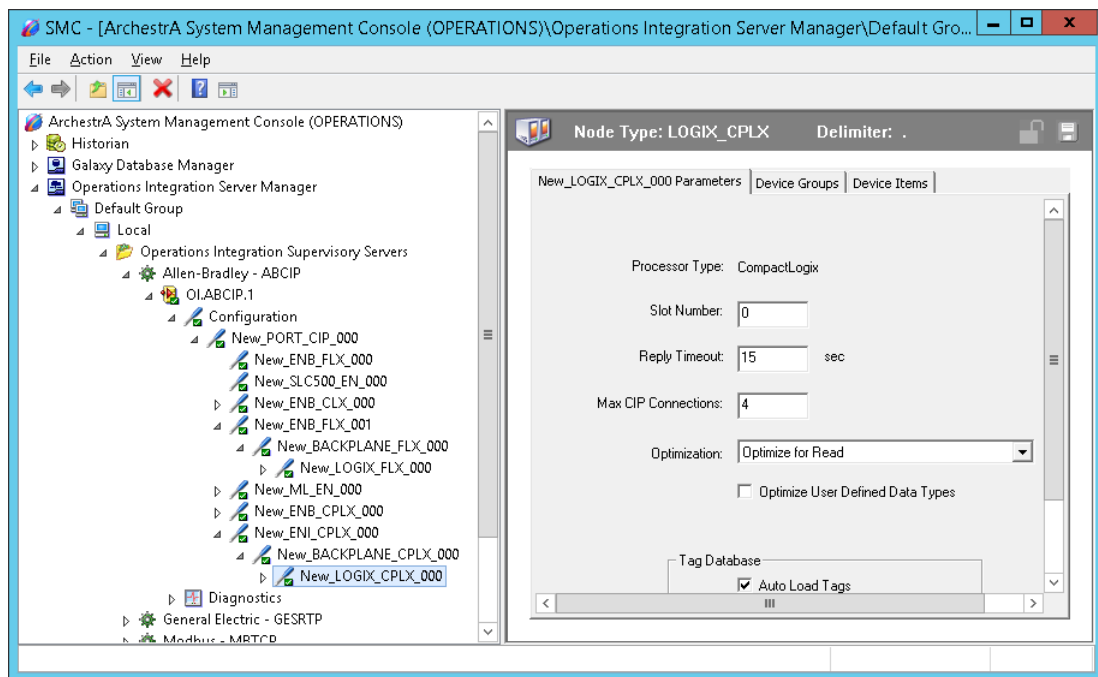 SMC - [ArchestrA System Management Console (OPERATIONS)\Operations Integration Server Manager\Default Gro...
File Action View Help
ArchestrA System Management Console (OPERATIONS)
Historian
Galaxy Database Manager
Operations Integration Server Manager
Default Group
Local
Operations Integration Supervisory Servers
Allen-Bradley - ABCIP
OI.ABCIP.1
Configuration
New_PORT_CIP_000
New_ENB_FLX_000
New_SLC500_EN_000
New_ENB_CLX_000
New_ENB_FLX_001
New_BACKPLANE_FLX_000
New_LOGIX_FLX_000
New_ML_EN_000
New_ENB_CPLX_000
New_ENI_CPLX_000
New_BACKPLANE_CPLX_000
New_LOGIX_CPLX_000
Diagnostics
General Electric - GESRTP
Modbus - MBTCP
Node Type: LOGIX_CPLX Delimiter: .
New_LOGIX_CPLX_000 Parameters Device Groups Device Items
Processor Type: CompactLogix
Slot Number: 0
Reply Timeout: 15 sec
Max CIP Connections: 4
Optimization: Optimize for Read
Optimize User Defined Data Types
Tag Database
Auto Load Tags